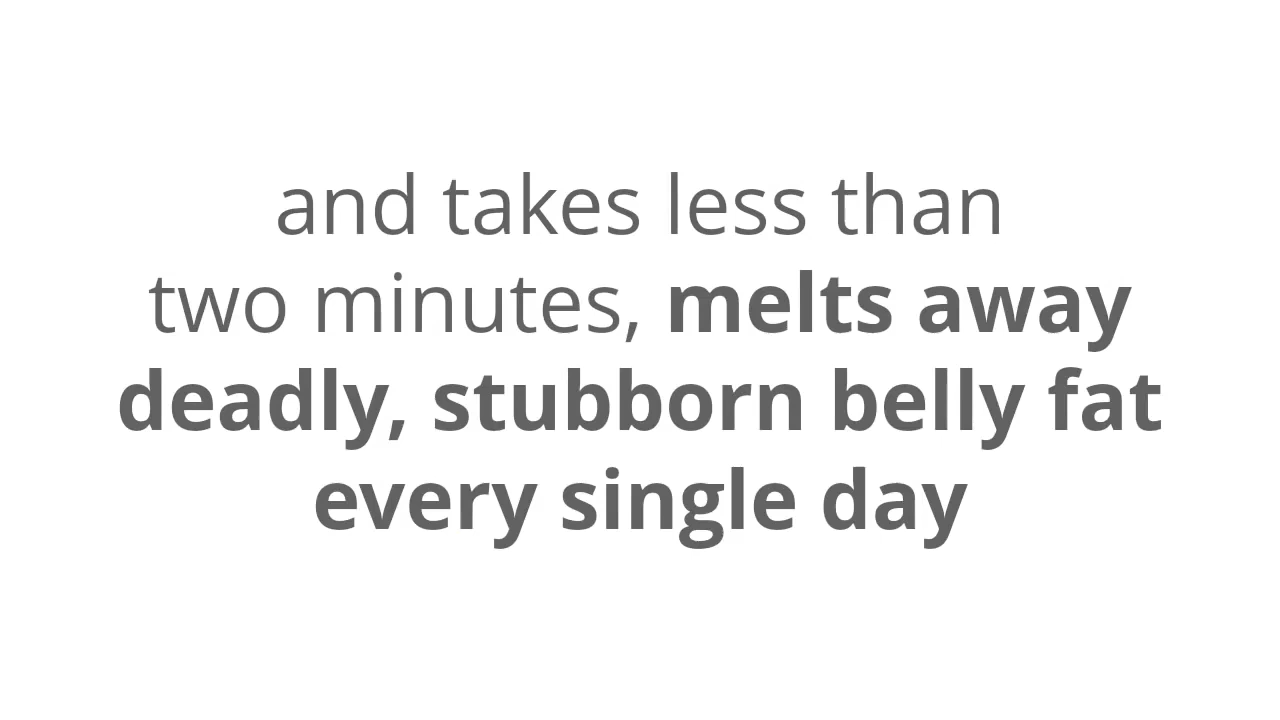 and takes less than
two minutes, melts away
deadly, stubborn belly fat
every single day